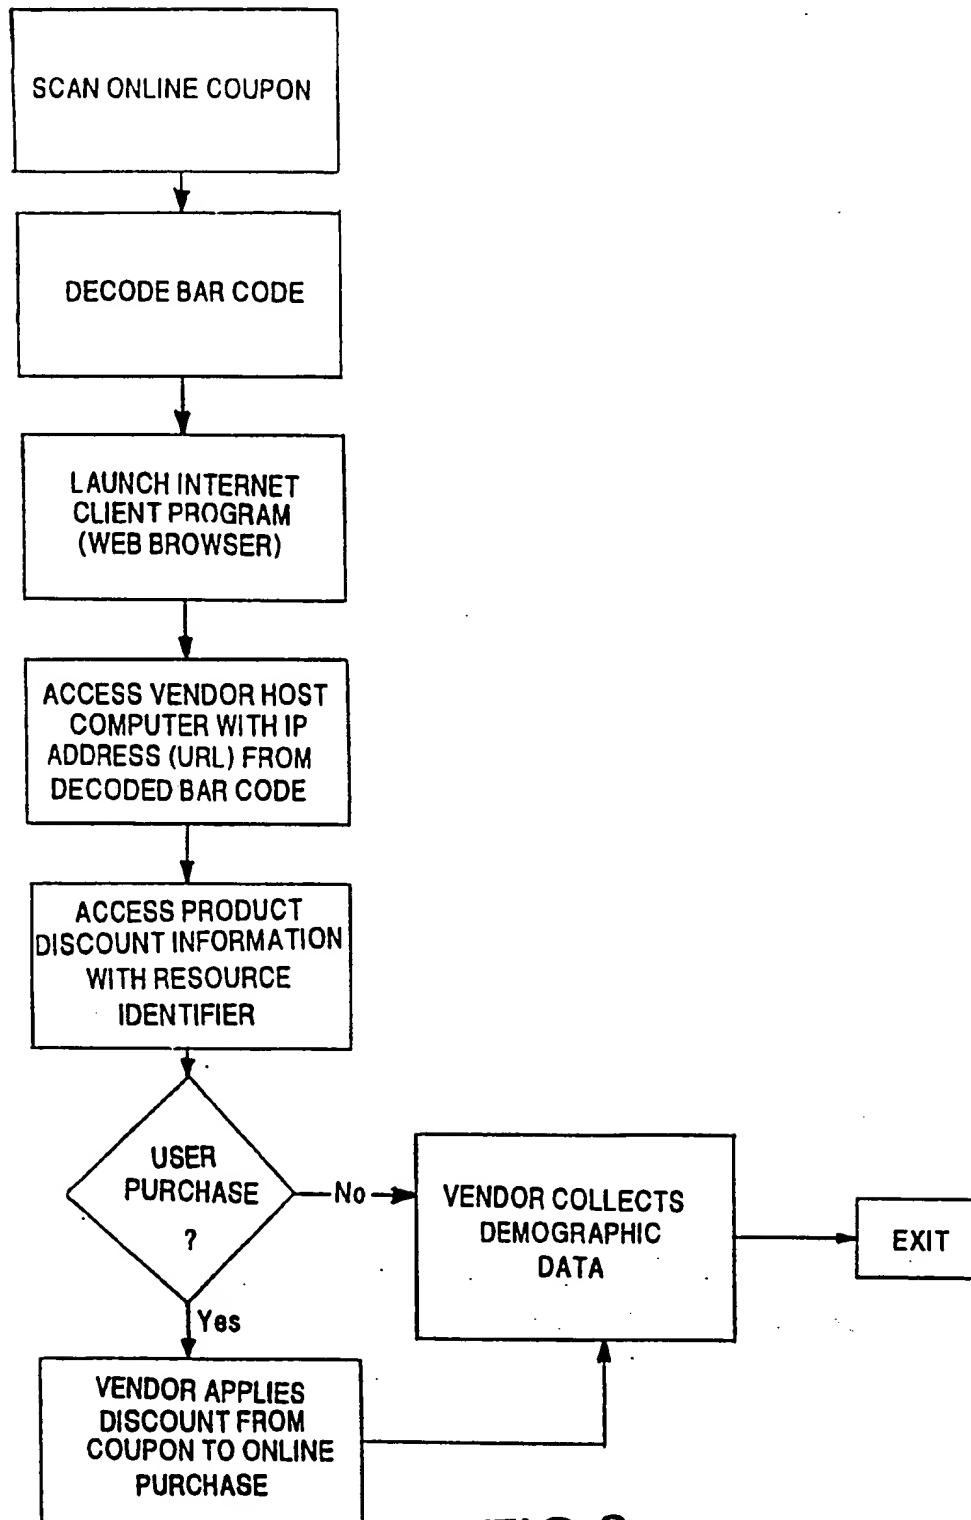 SCAN ONLINE COUPON
DECODE BAR CODE
LAUNCH INTERNET
CLIENT PROGRAM
(WEB BROWSER)
ACCESS VENDOR HOST
COMPUTER WITH IP
ADDRESS (URL) FROM
DECODED BAR CODE
ACCESS PRODUCT
DISCOUNT INFORMATION
WITH RESOURCE
IDENTIFIER
USER
PURCHASE
?
No
VENDOR COLLECTS
DEMOGRAPHIC
DATA
EXIT
Yes
VENDOR APPLIES
DISCOUNT FROM
COUPON TO ONLINE
PURCHASE